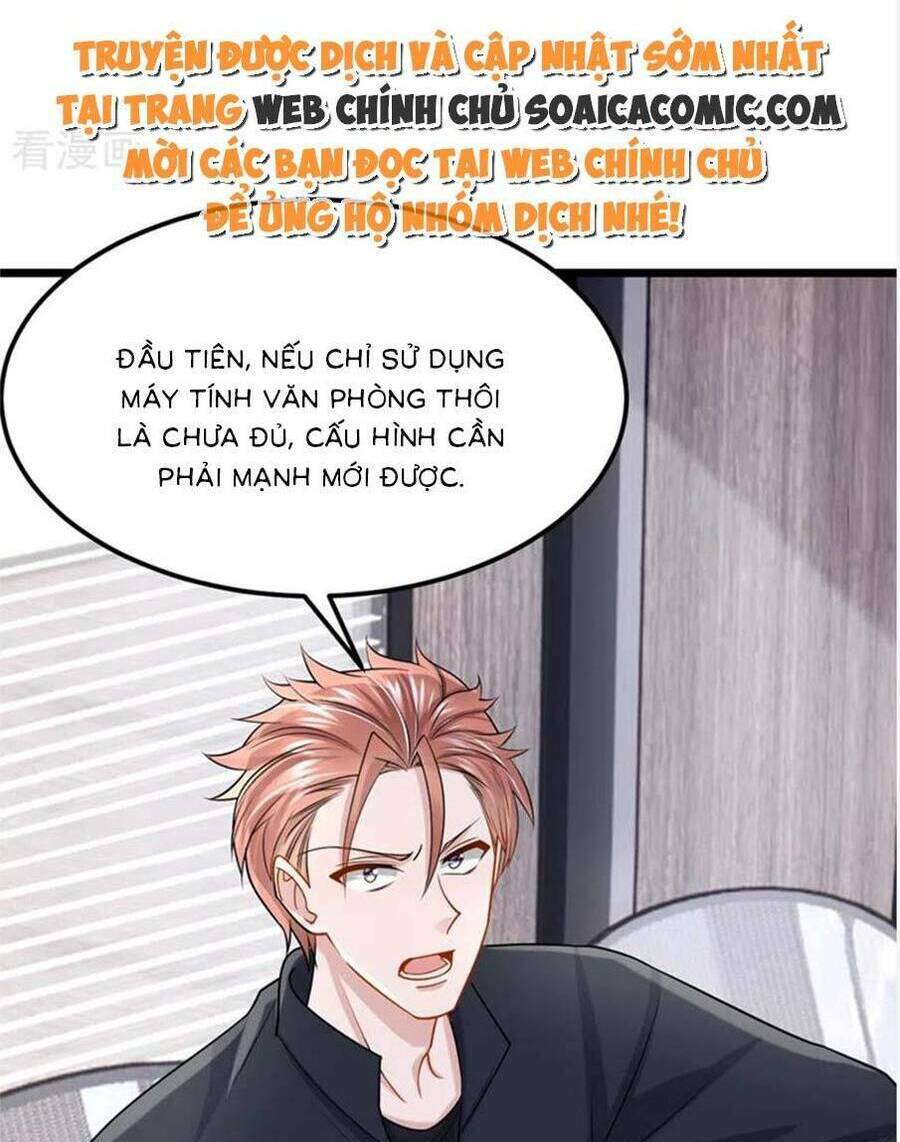 TRUYỆN ĐƯỢC DỊCH VÀ CẬP NHẬT SỚM NHẤT
TẠI TRANG WEB CHÍNH CHỦ SOAICACOMIC.COM
看漫画
MỜI CÁC BẠN ĐỌC TẠI WEB CHÍNH CHỦ
ĐỂ ỦNG HỘ NHÓM DỊCH NHÉ!
ĐẦU TIÊN, NẾU CHỈ SỬ DỤNG
MÁY TÍNH VĂN PHÒNG THÔI
LÀ CHƯA ĐỦ, CẤU HÌNH CẦN
PHẢI MẠNH MỚI ĐƯỢC.